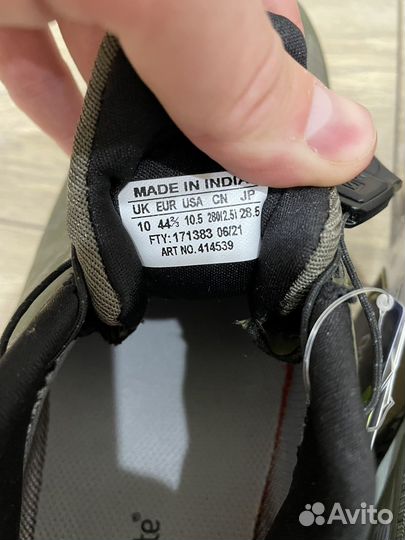 MADE IN INDIA
UK EUR USA CN JP
10 44⅔ 10.5 280(2.5) 28.5
FTY: 171383 06/21
ART NO. 414539
Avito